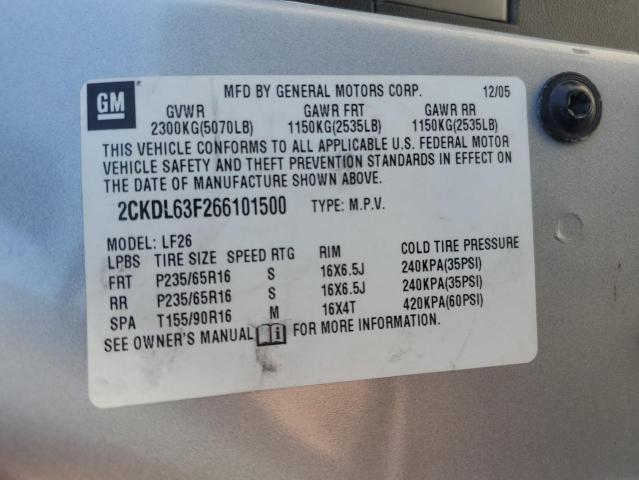 GM MFD BY GENERAL MOTORS CORP. 12/05
GVWR GAWR FRT GAWR RR
2300KG(5070LB) 1150KG(2535LB) 1150KG(2535LB)
THIS VEHICLE CONFORMS TO ALL APPLICABLE U.S. FEDERAL MOTOR
VEHICLE SAFETY AND THEFT PREVENTION STANDARDS IN EFFECT ON
THE DATE OF MANUFACTURE SHOWN ABOVE.
2CKDL63F266101500 TYPE: M.P.V.
MODEL: LF26
LPBS TIRE SIZE SPEED RTG RIM COLD TIRE PRESSURE
FRT P235/65R16 S 16X6.5J 240KPA(35PSI)
RR P235/65R16 S 16X6.5J 240KPA(35PSI)
SPA T155/90R16 M 16X4T 420KPA(60PSI)
SEE OWNER'S MANUAL i FOR MORE INFORMATION.